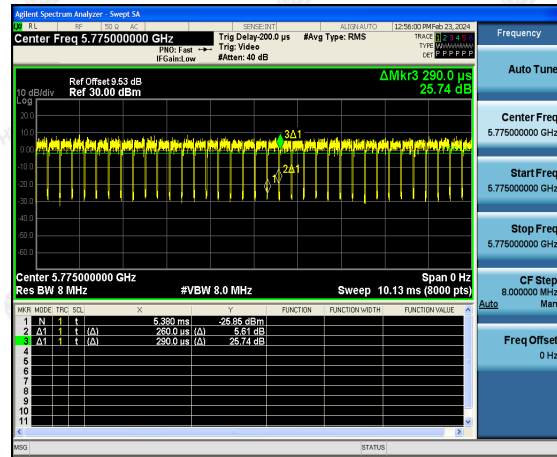 Agilent Spectrum Analyzer - Swept SA
RL RF 50 Ω AC SENSE:INT ALIGN AUTO 12:56:00 PM Feb 23, 2024
Center Freq 5.775000000 GHz Trig Delay-200.0 µs #Avg Type: RMS TRACE 1 2 3 4 5 6
PNO: Fast Trig: Video TYPE WWWWWW
IFGain:Low #Atten: 40 dB DET P P P P P P
Frequency
Auto Tune
Center Freq
5.775000000 GHz
Start Freq
5.775000000 GHz
Stop Freq
5.775000000 GHz
CF Step
8.000000 MHz
Auto Man
Freq Offset
0 Hz
ΔMkr3 290.0 µs
25.74 dB
Ref Offset 9.53 dB
10 dB/div Ref 30.00 dBm
Log
20.0
10.0
0.00
-10.0
-20.0
-30.0
-40.0
-50.0
-60.0
3Δ1
2Δ1
1
Center 5.775000000 GHz Span 0 Hz
Res BW 8 MHz #VBW 8.0 MHz Sweep 10.13 ms (8000 pts)
MKR MODE TRC SCL X Y FUNCTION FUNCTION WIDTH FUNCTION VALUE
1 N 1 t 5.380 ms -25.85 dBm
2 Δ1 1 t (Δ) 260.0 µs (Δ) 5.61 dB
3 Δ1 1 t (Δ) 290.0 µs (Δ) 25.74 dB
4
5
6
7
8
9
10
11
MSG STATUS